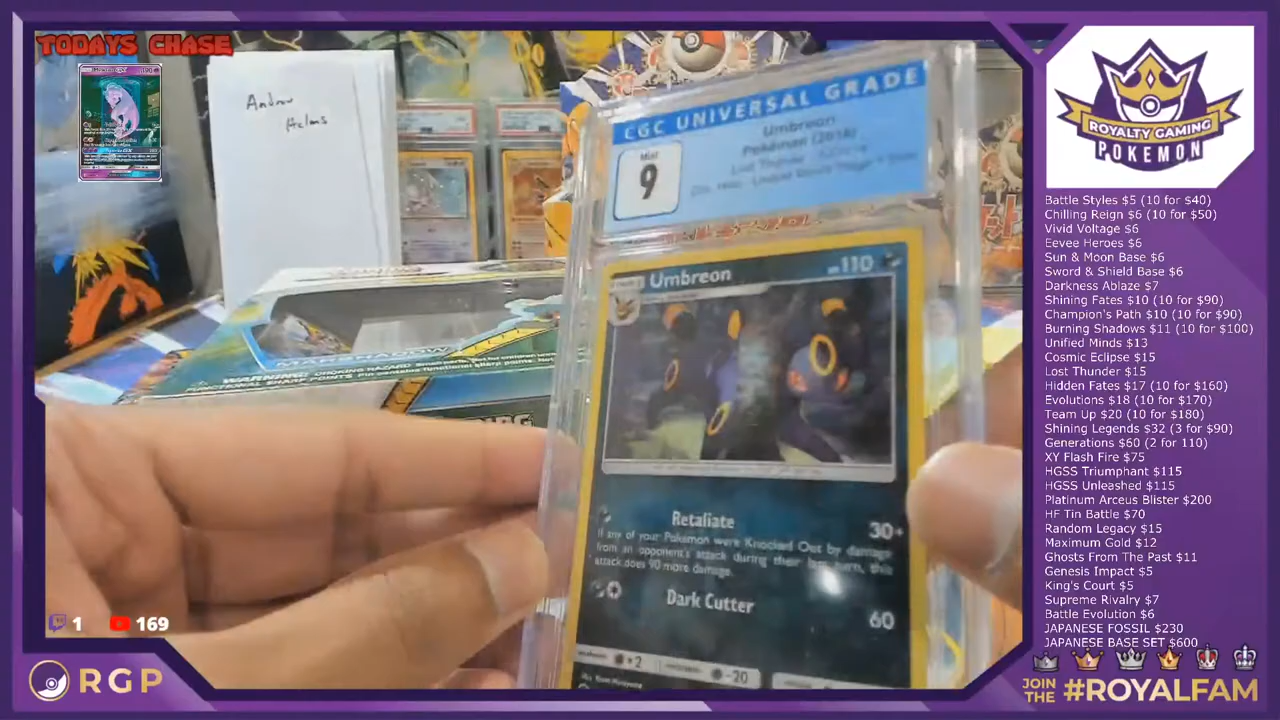 TODAYS CHASE
Andrew
Helms
CGC UNIVERSAL GRADE
Umbreon
Pokémon (2018)
Mint
9
Umbreon
HP110
Retaliate
30+
If any of your Pokémon were Knocked Out by damage
from an opponent's attack during their last turn, this
attack does 90 more damage.
Dark Cutter
60
×2
-20
WARNING: CHOKING HAZARD
FUNCTIONAL SHARP POINTS.
1
169
RGP
ROYALTY GAMING
POKEMON
Battle Styles $5 (10 for $40)
Chilling Reign $6 (10 for $50)
Vivid Voltage $6
Eevee Heroes $6
Sun & Moon Base $6
Sword & Shield Base $6
Darkness Ablaze $7
Shining Fates $10 (10 for $90)
Champion's Path $10 (10 for $90)
Burning Shadows $11 (10 for $100)
Unified Minds $13
Cosmic Eclipse $15
Lost Thunder $15
Hidden Fates $17 (10 for $160)
Evolutions $18 (10 for $170)
Team Up $20 (10 for $180)
Shining Legends $32 (3 for $90)
Generations $60 (2 for 110)
XY Flash Fire $75
HGSS Triumphant $115
HGSS Unleashed $115
Platinum Arceus Blister $200
HF Tin Battle $70
Random Legacy $15
Maximum Gold $12
Ghosts From The Past $11
Genesis Impact $5
King's Court $5
Supreme Rivalry $7
Battle Evolution $6
JAPANESE FOSSIL $230
JAPANESE BASE SET $600
JOIN
THE
#ROYALFAM